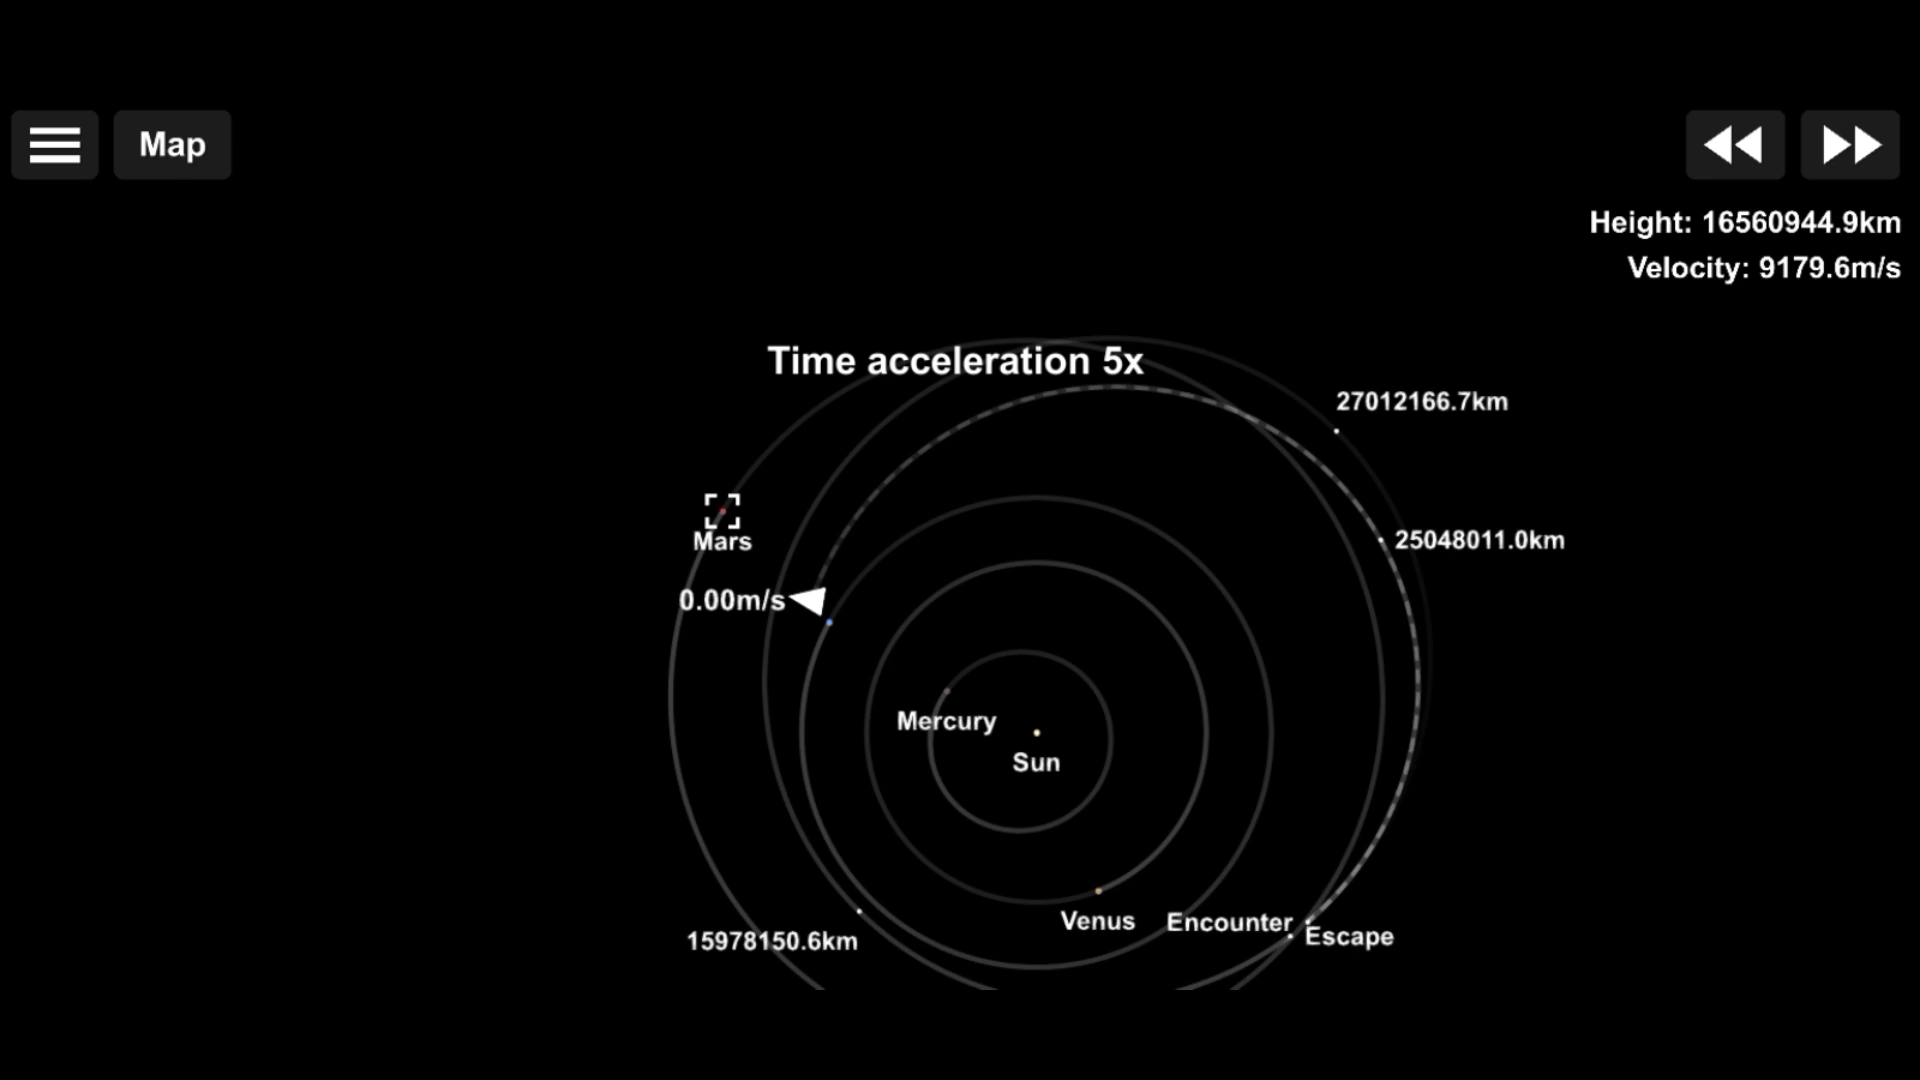 Map
Height: 16560944.9km
Velocity: 9179.6m/s
Time acceleration 5x
27012166.7km
Mars
25048011.0km
0.00m/s
Mercury
Sun
Venus
Encounter
Escape
15978150.6km